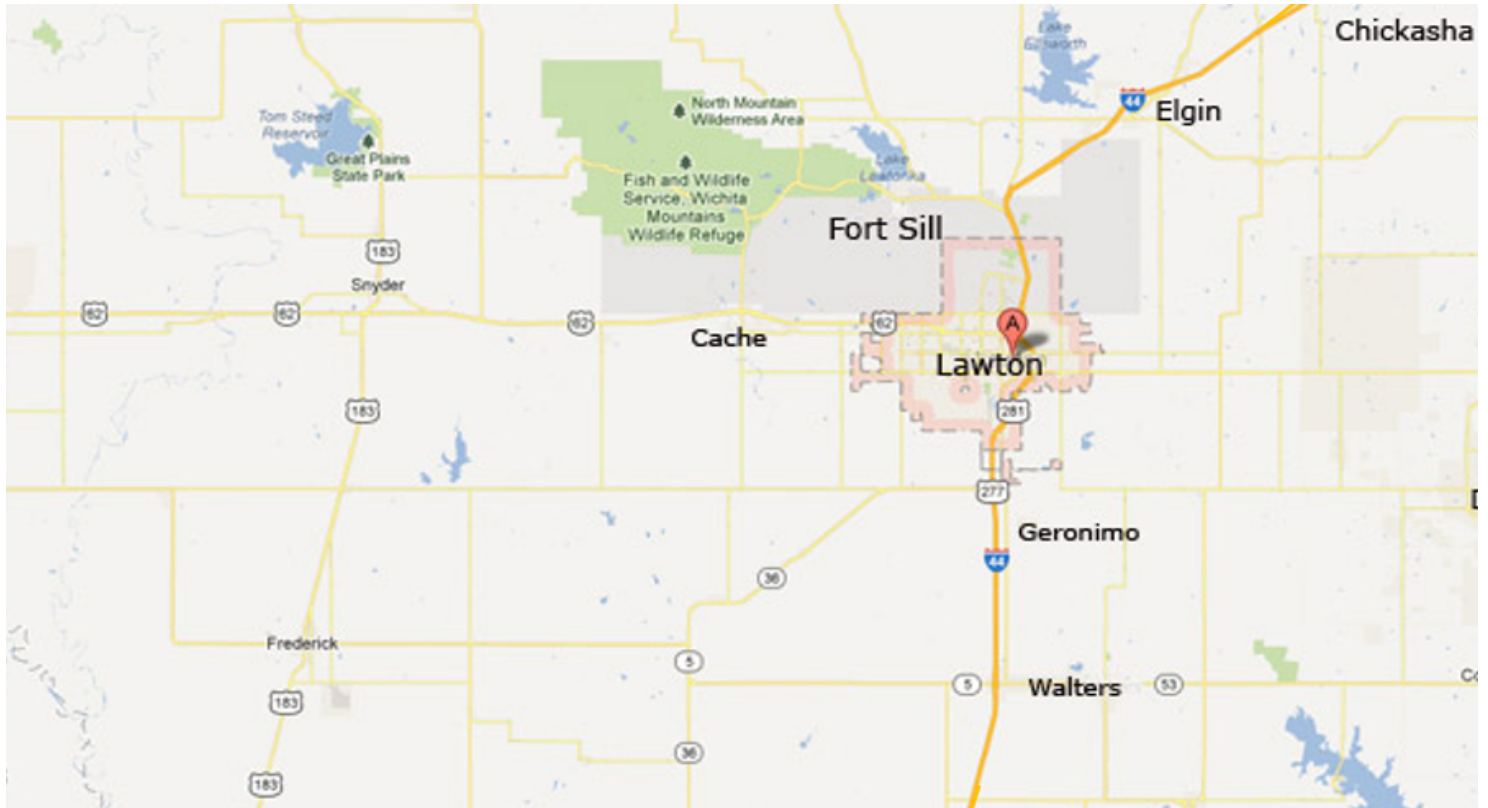 Chickasha
Lake
Ellsworth
44
Elgin
North Mountain
Wilderness Area
Tom Steed
Reservoir
Great Plains
State Park
Lake
Lawtonka
Fish and Wildlife
Service, Wichita
Mountains
Wildlife Refuge
Fort Sill
183
Snyder
62
62
62
62
Cache
A
Lawton
183
281
277
Geronimo
44
36
Frederick
5
5
Walters
53
183
36
183